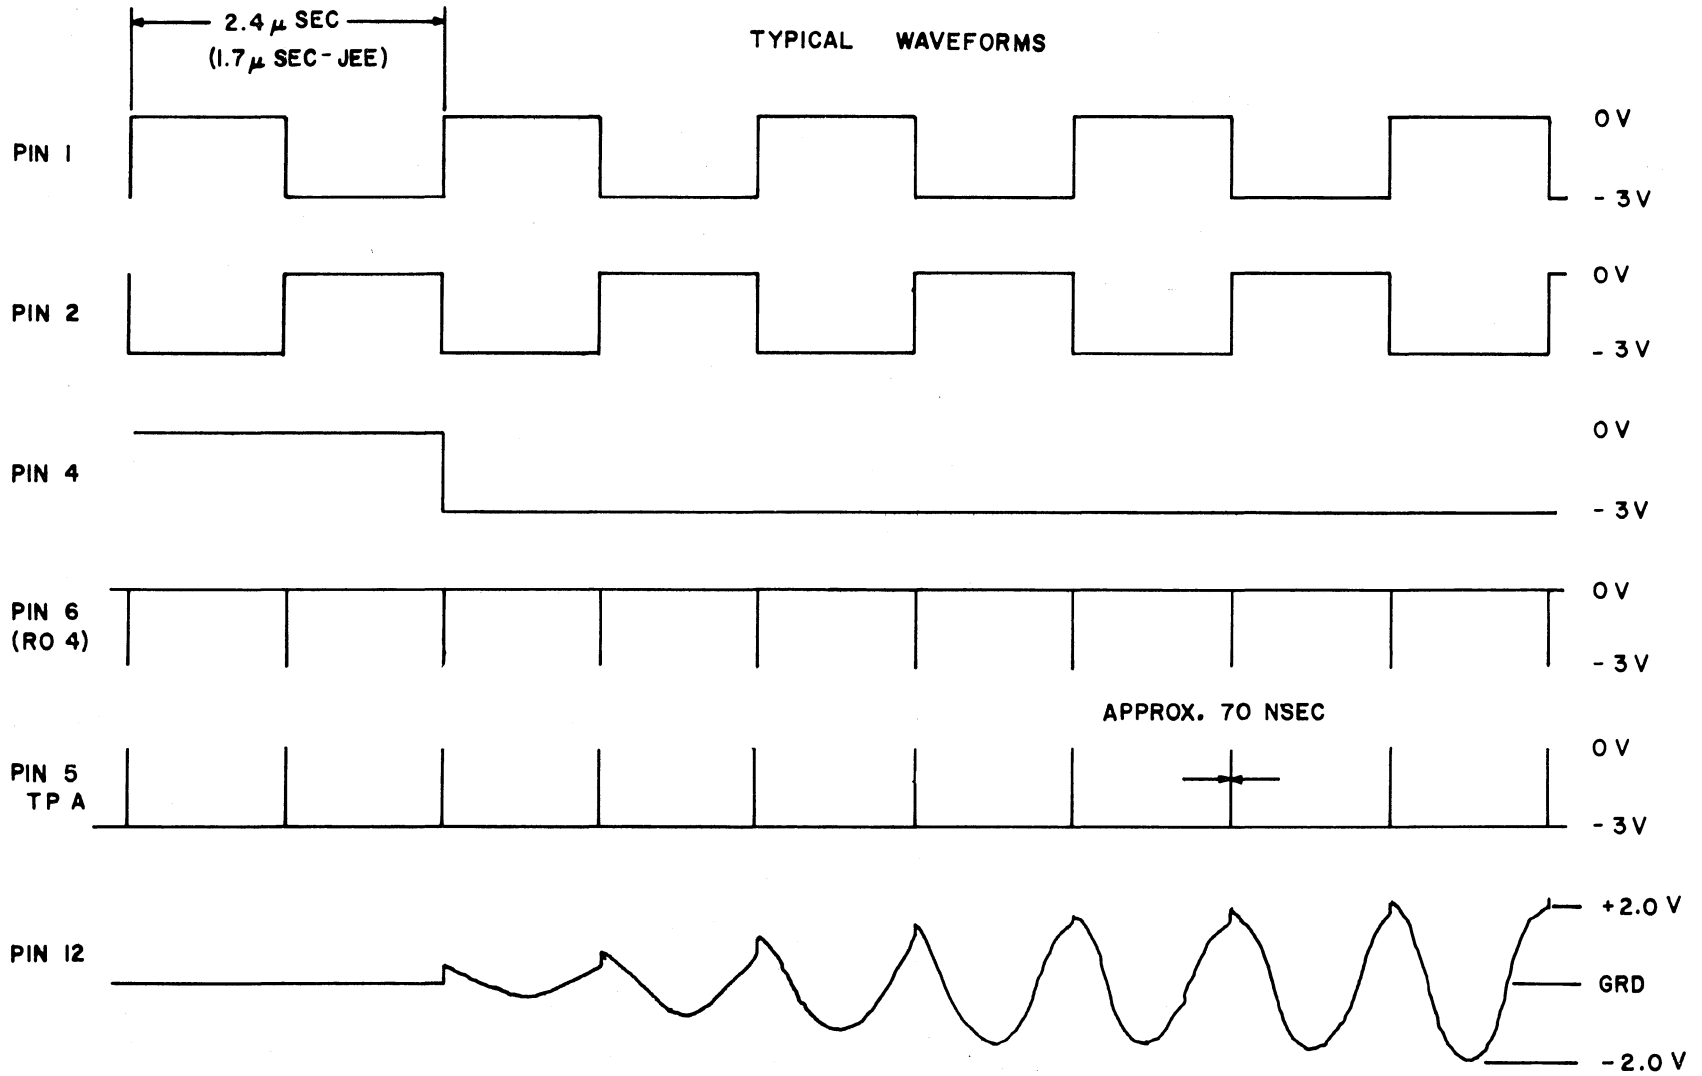 2.4 μ SEC
(1.7 μ SEC-JEE)
TYPICAL WAVEFORMS
PIN 1
0 V
- 3 V
PIN 2
0 V
- 3 V
PIN 4
0 V
- 3 V
PIN 6
(RO 4)
0 V
- 3 V
APPROX. 70 NSEC
PIN 5
TP A
0 V
- 3 V
PIN 12
+2.0 V
GRD
-2.0 V